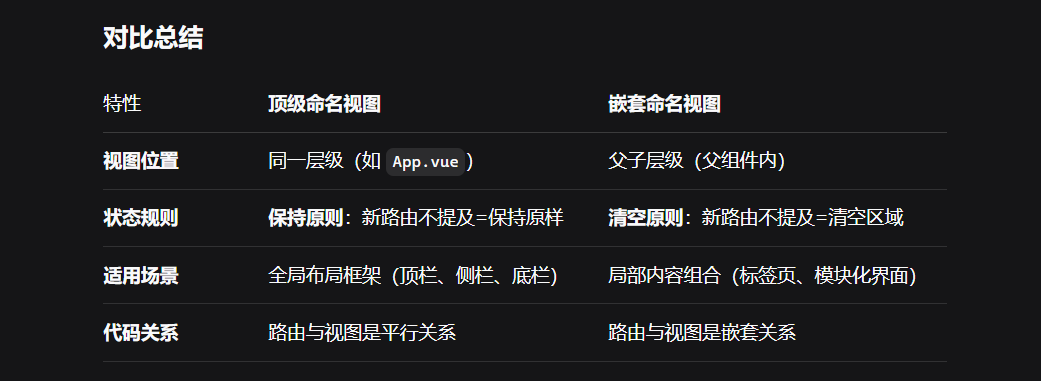 对比总结
特性 顶级命名视图 嵌套命名视图
视图位置 同一层级（如 App.vue） 父子层级（父组件内）
状态规则 保持原则：新路由不提及=保持原样 清空原则：新路由不提及=清空区域
适用场景 全局布局框架（顶栏、侧栏、底栏） 局部内容组合（标签页、模块化界面）
代码关系 路由与视图是平行关系 路由与视图是嵌套关系